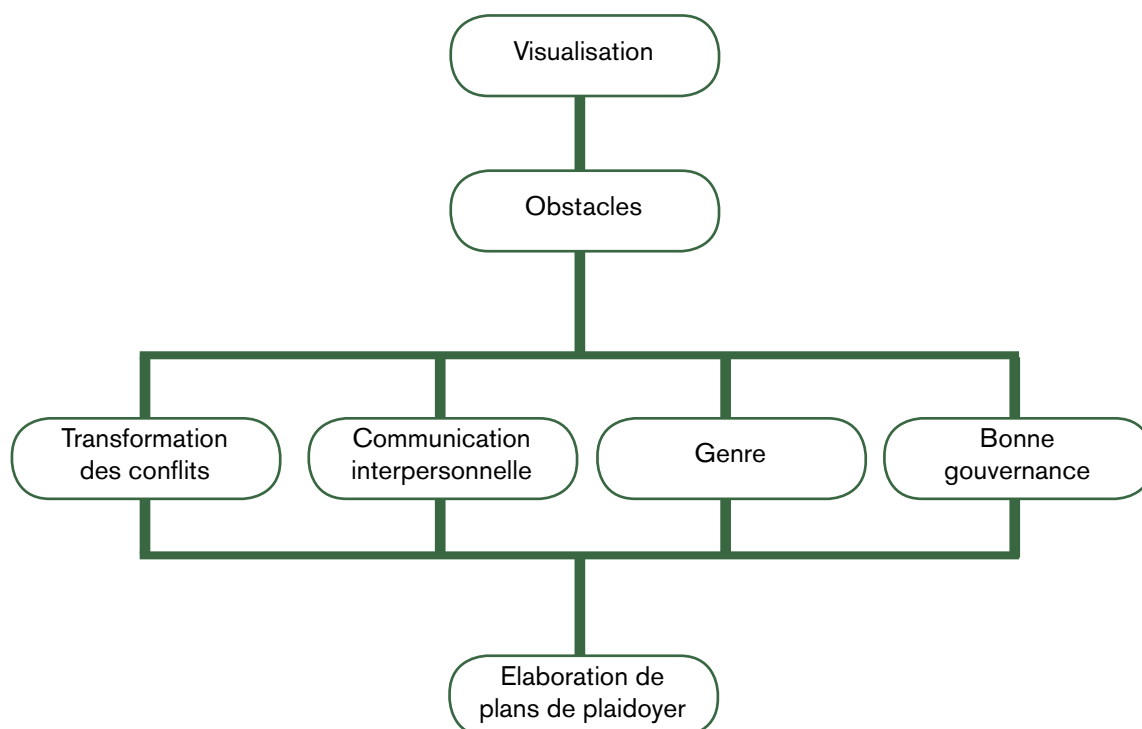 Visualisation
Obstacles
Transformation
des conflits
Communication
interpersonnelle
Genre
Bonne
gouvernance
Elaboration de
plans de plaidoyer